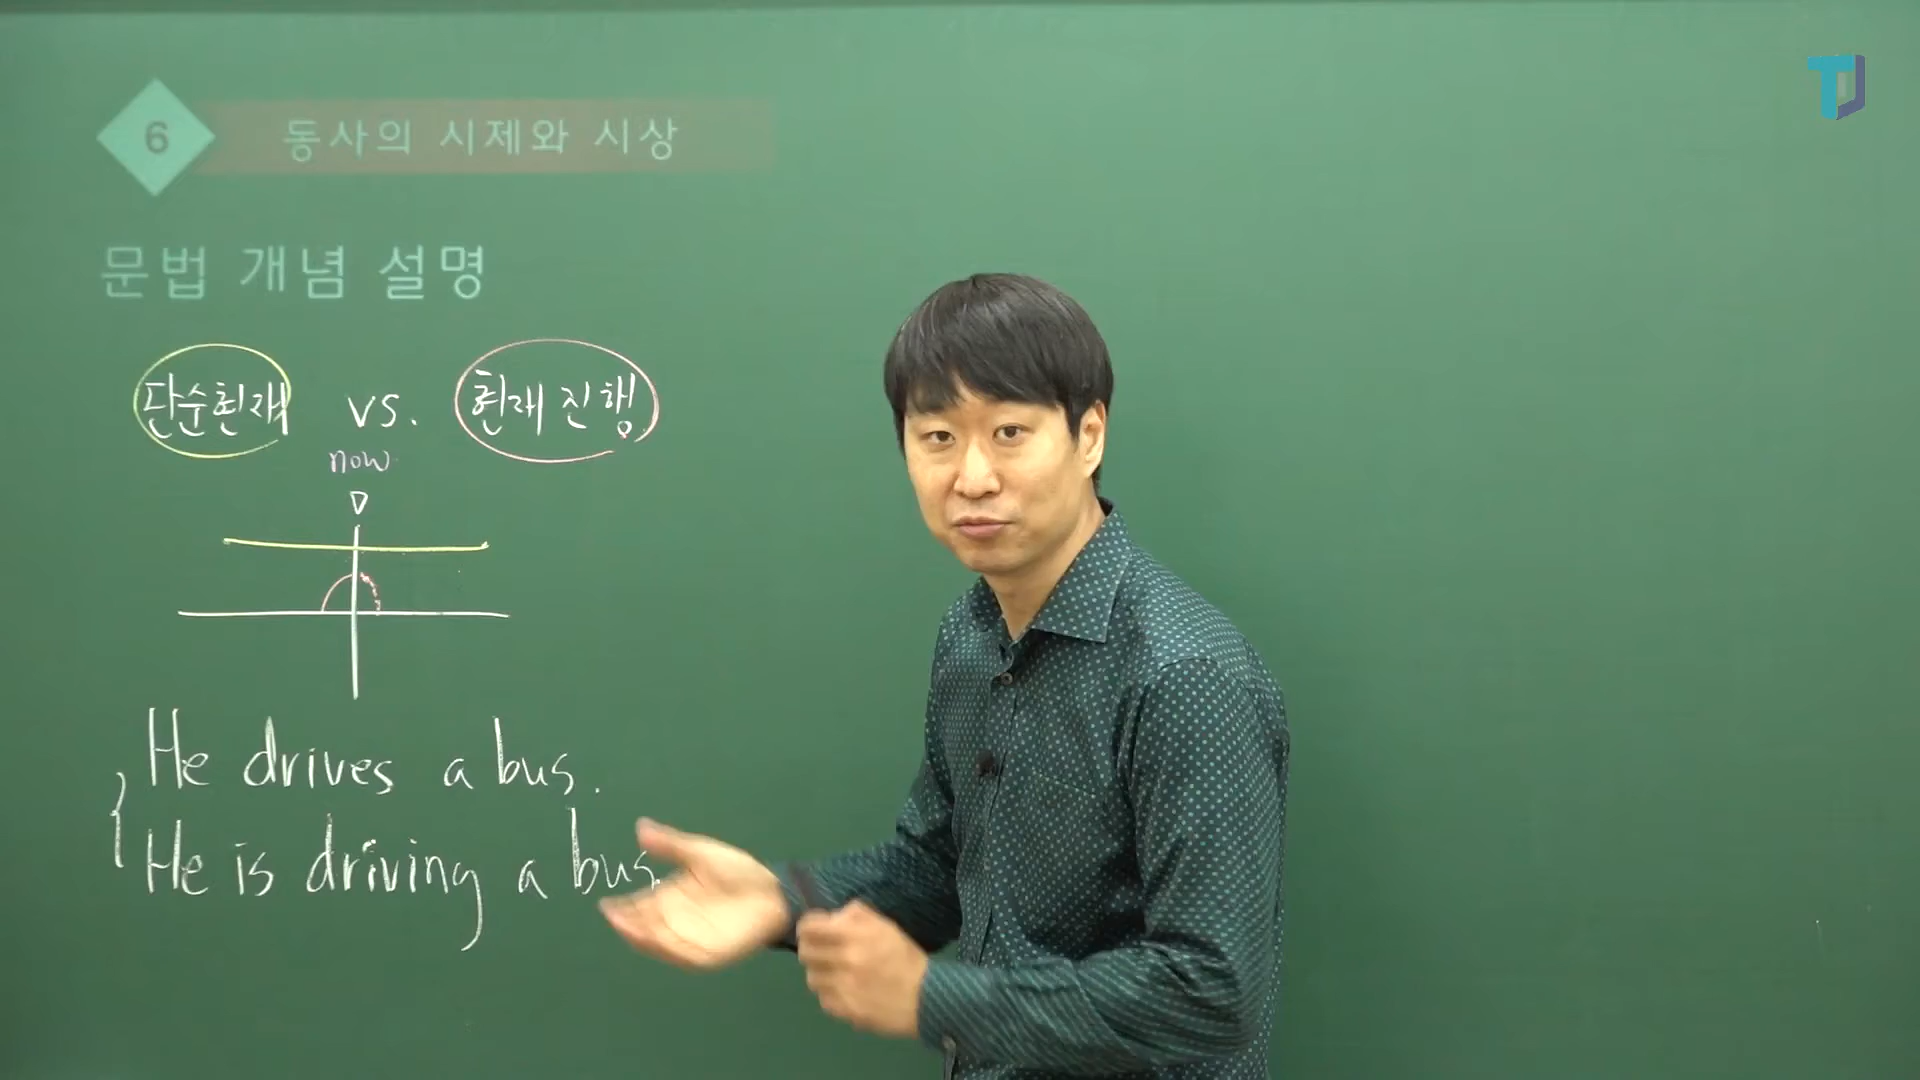 6 동사의 시제와 시상
문법 개념 설명
단순현재 vs. 현재 진행
now
He drives a bus.
He is driving a bus.